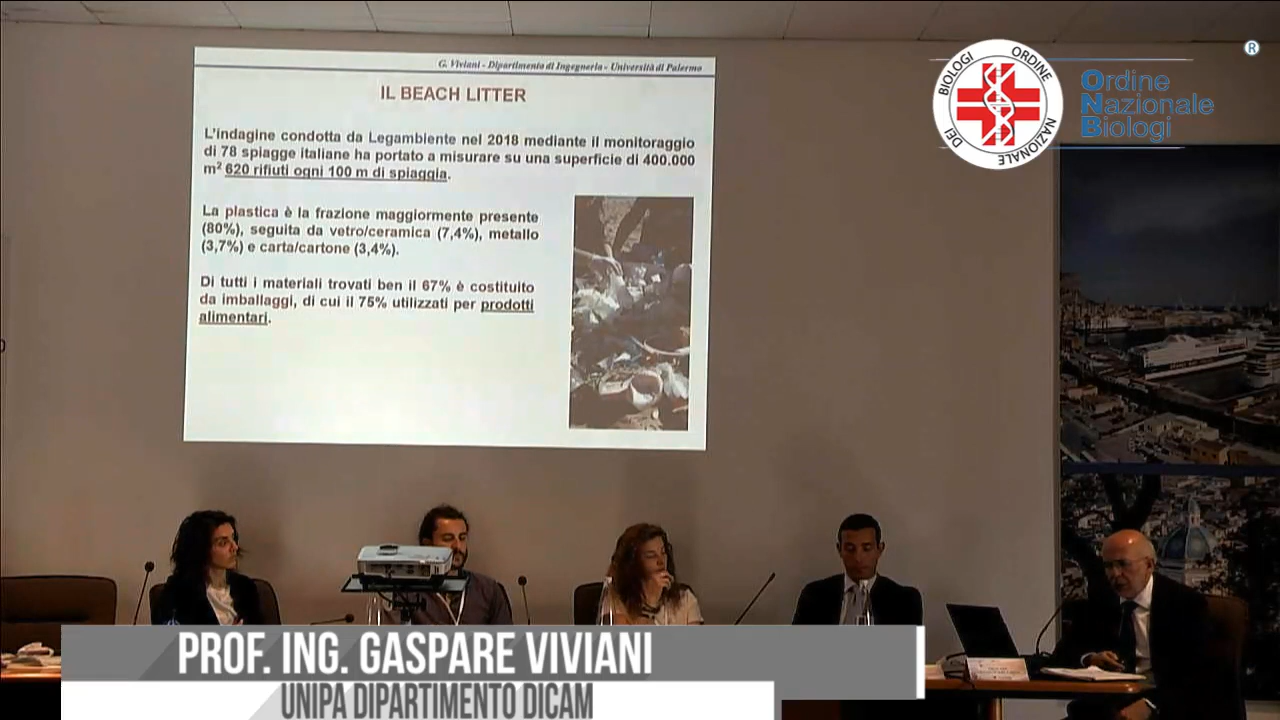 G. Viviani - Dipartimento di Ingegneria - Università di Palermo
IL BEACH LITTER
L'indagine condotta da Legambiente nel 2018 mediante il monitoraggio
di 78 spiagge italiane ha portato a misurare su una superficie di 400.000
m² 620 rifiuti ogni 100 m di spiaggia.
La plastica è la frazione maggiormente presente
(80%), seguita da vetro/ceramica (7,4%), metallo
(3,7%) e carta/cartone (3,4%).
Di tutti i materiali trovati ben il 67% è costituito
da imballaggi, di cui il 75% utilizzati per prodotti
alimentari.
ORDINE NAZIONALE DEI BIOLOGI
Ordine
Nazionale
Biologi
®
PROF. ING. GASPARE VIVIANI
UNIPA DIPARTIMENTO DICAM